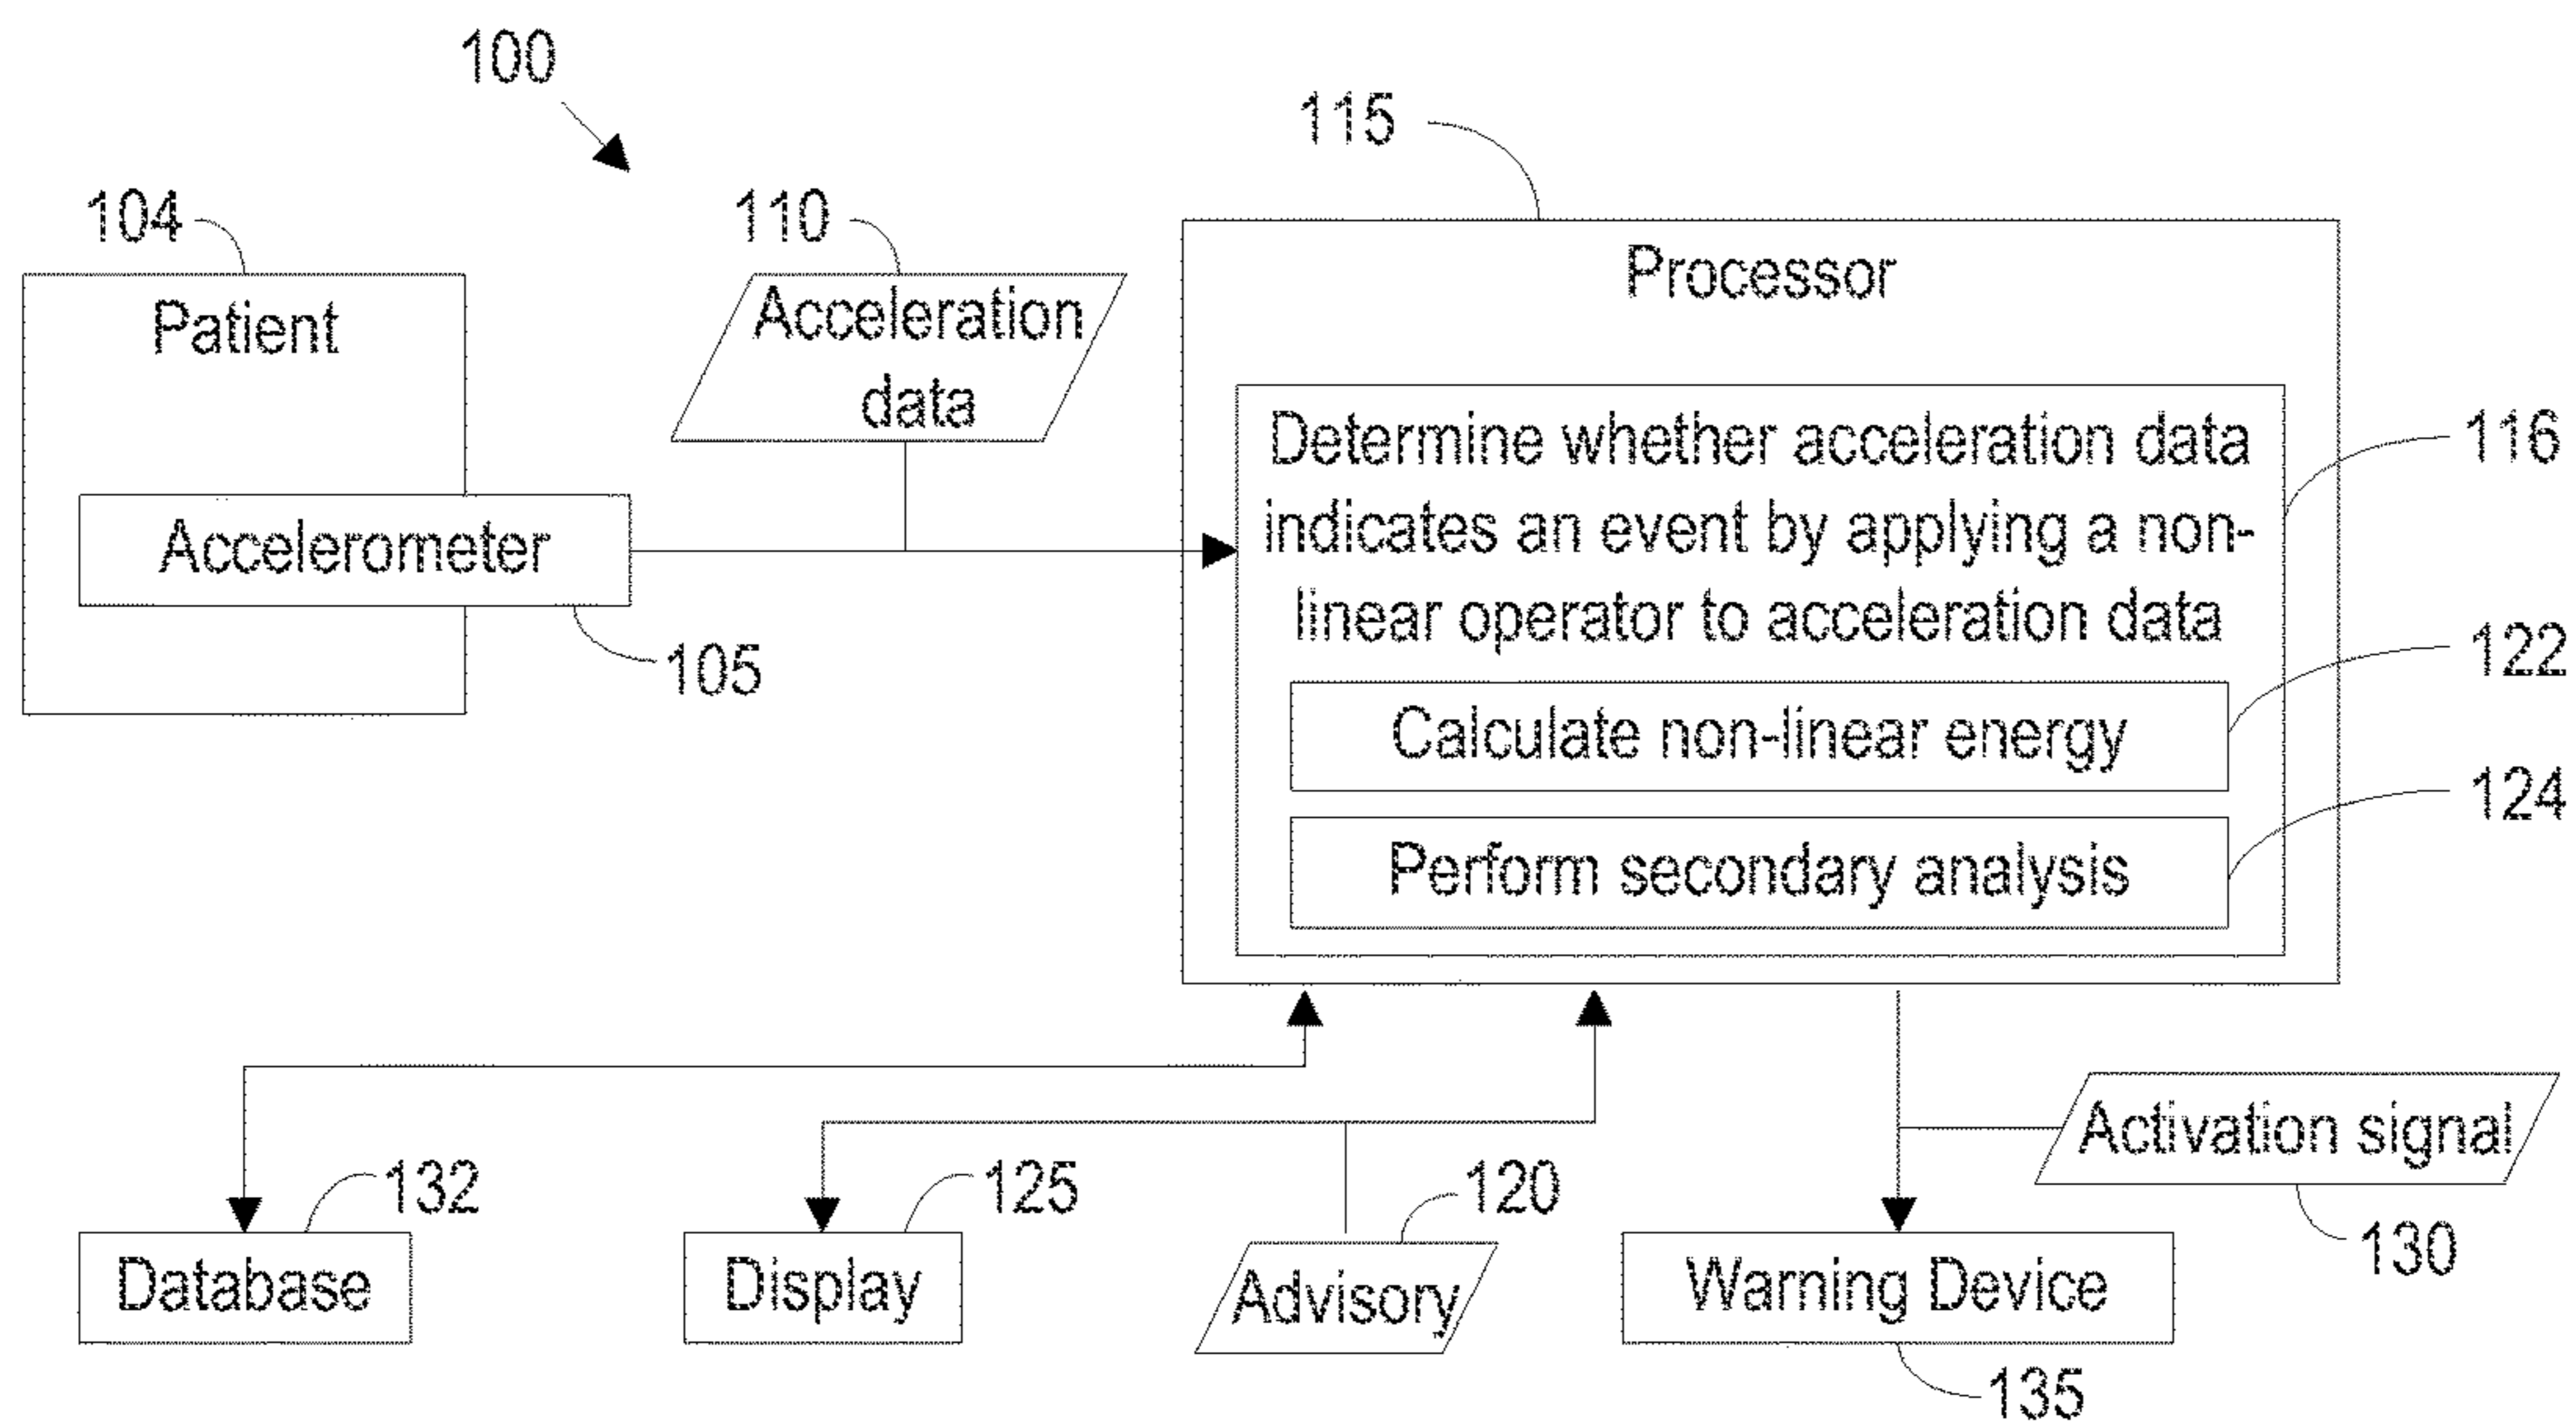 100
115
104
110
Processor
Patient
Acceleration
data
Determine whether acceleration data
indicates an event by applying a non-
linear operator to acceleration data
116
Accelerometer
105
122
Calculate non-linear energy
124
Perform secondary analysis
Activation signal
132
125
120
130
Database
Display
Advisory
Warning Device
135